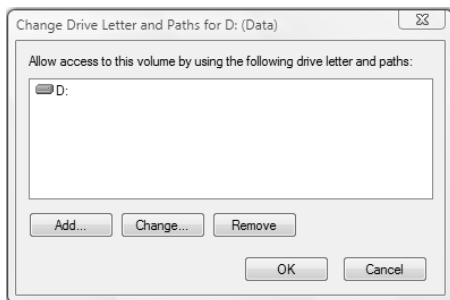 Change Drive Letter and Paths for D: (Data)
Allow access to this volume by using the following drive letter and paths:
D:
Add... Change... Remove
OK Cancel